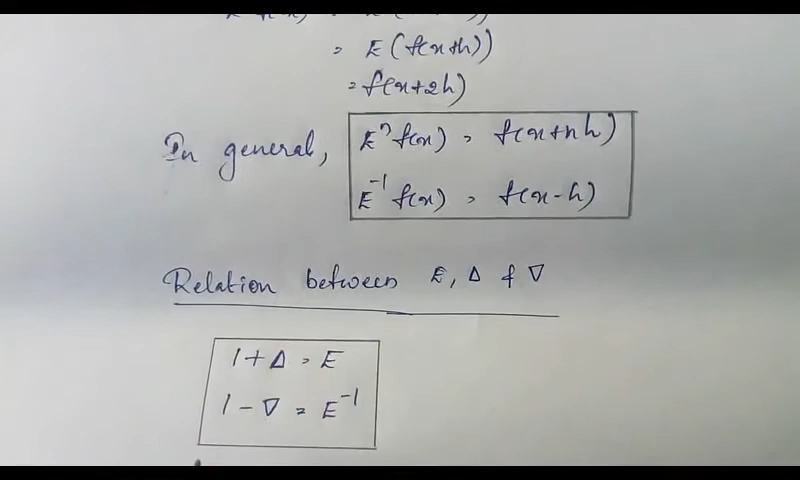 = E (f(x+h))
= f(x+2h)
In general, Eⁿ f(x) = f(x+nh)
E⁻¹ f(x) = f(x-h)
Relation between E, Δ & ∇
1+Δ = E
1-∇ = E⁻¹